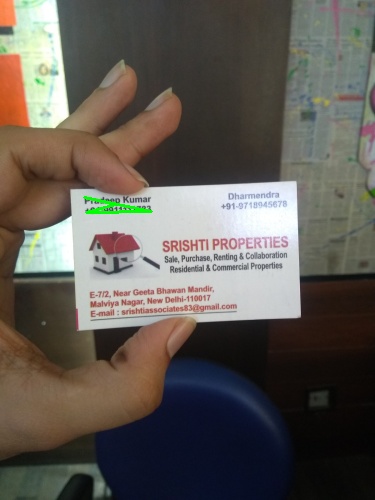 Pradeep Kumar
Dharmendra
+91-9718945678
SRISHTI PROPERTIES
Sale, Purchase, Renting & Collaboration
Residential & Commercial Properties
E-7/2, Near Geeta Bhawan Mandir,
Malviya Nagar, New Delhi-110017
E-mail : srishtiassociates83@gmail.com